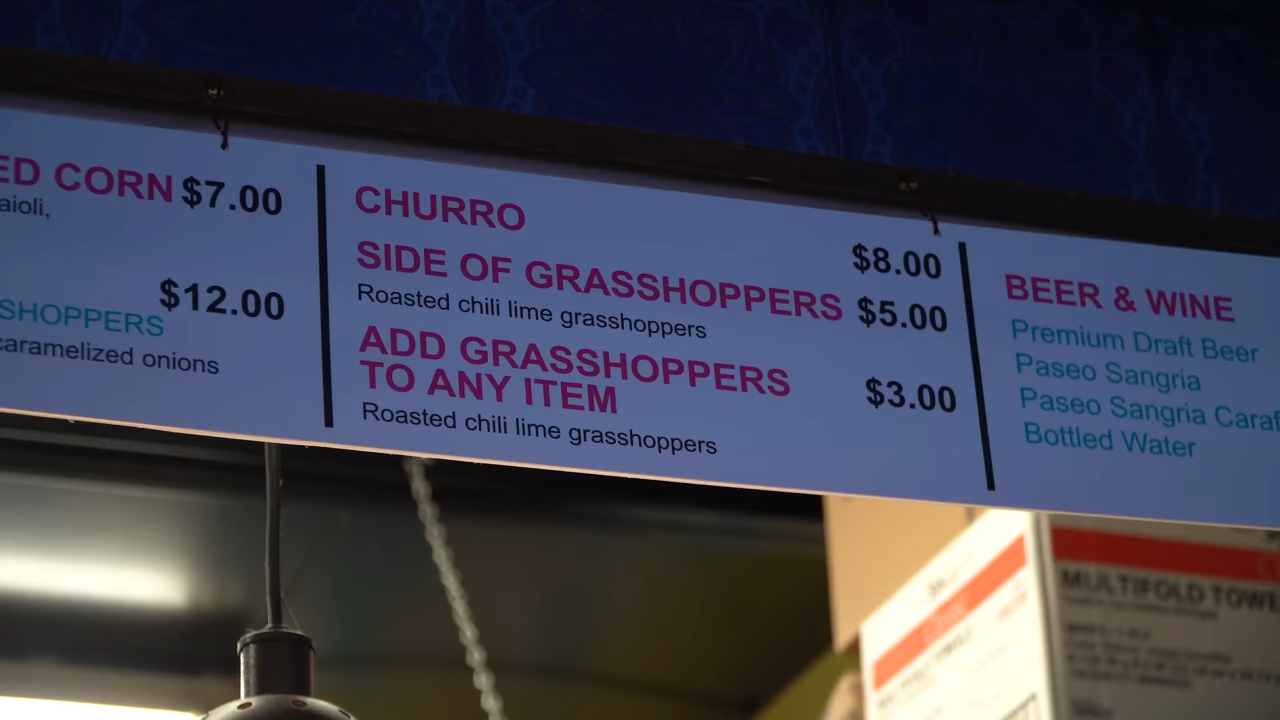 ED CORN $7.00
aioli,
$12.00
SHOPPERS
caramelized onions
CHURRO
$8.00
SIDE OF GRASSHOPPERS $5.00
Roasted chili lime grasshoppers
ADD GRASSHOPPERS
TO ANY ITEM $3.00
Roasted chili lime grasshoppers
BEER & WINE
Premium Draft Beer
Paseo Sangria
Paseo Sangria Caraf
Bottled Water
MULTIFOLD TOWE